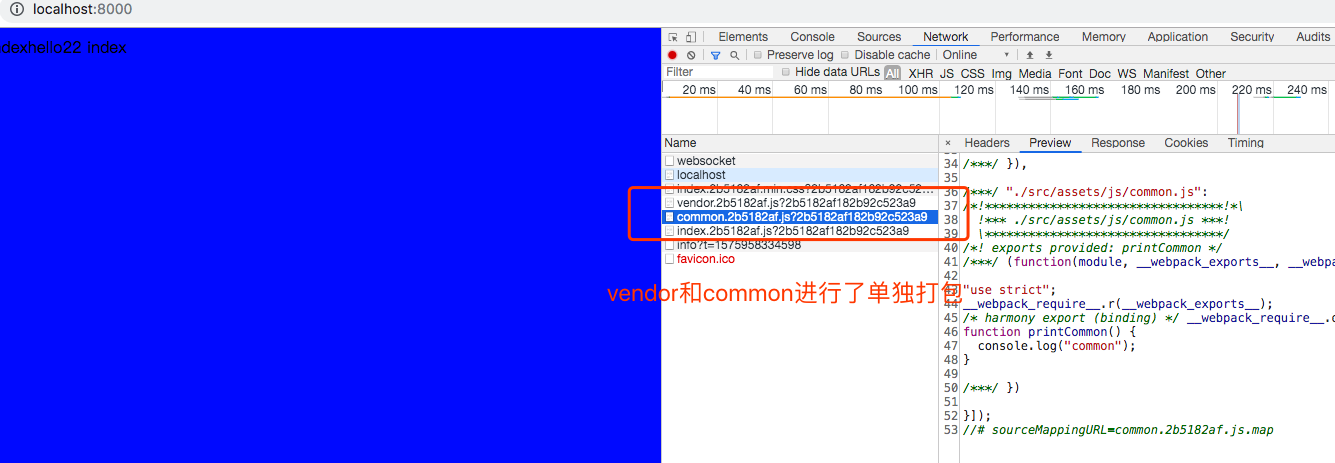 localhost:8000
dexhello22 index
Elements Console Sources Network Performance Memory Application Security Audits
Preserve log Disable cache Online
Filter Hide data URLs All XHR JS CSS Img Media Font Doc WS Manifest Other
20 ms 40 ms 60 ms 80 ms 100 ms 120 ms 140 ms 160 ms 180 ms 200 ms 220 ms 240 ms
Name
websocket
localhost
index.2b5182af.min.css?2b5182af182b92c52...
vendor.2b5182af.js?2b5182af182b92c523a9
common.2b5182af.js?2b5182af182b92c523a9
index.2b5182af.js?2b5182af182b92c523a9
info?t=1575958334598
favicon.ico
vendor和common进行了单独打包
× Headers Preview Response Cookies Timing
34 /***/ }),
35
36 /***/ "./src/assets/js/common.js":
37 /*!*********************************!*\
38 !*** ./src/assets/js/common.js ***!
39 \*********************************/
40 /*! exports provided: printCommon */
41 /***/ (function(module, __webpack_exports__, __webpa
42
43 "use strict";
44 __webpack_require__.r(__webpack_exports__);
45 /* harmony export (binding) */ __webpack_require__.d
46 function printCommon() {
47 console.log("common");
48 }
49
50 /***/ })
51
52 }]);
53 //# sourceMappingURL=common.2b5182af.js.map